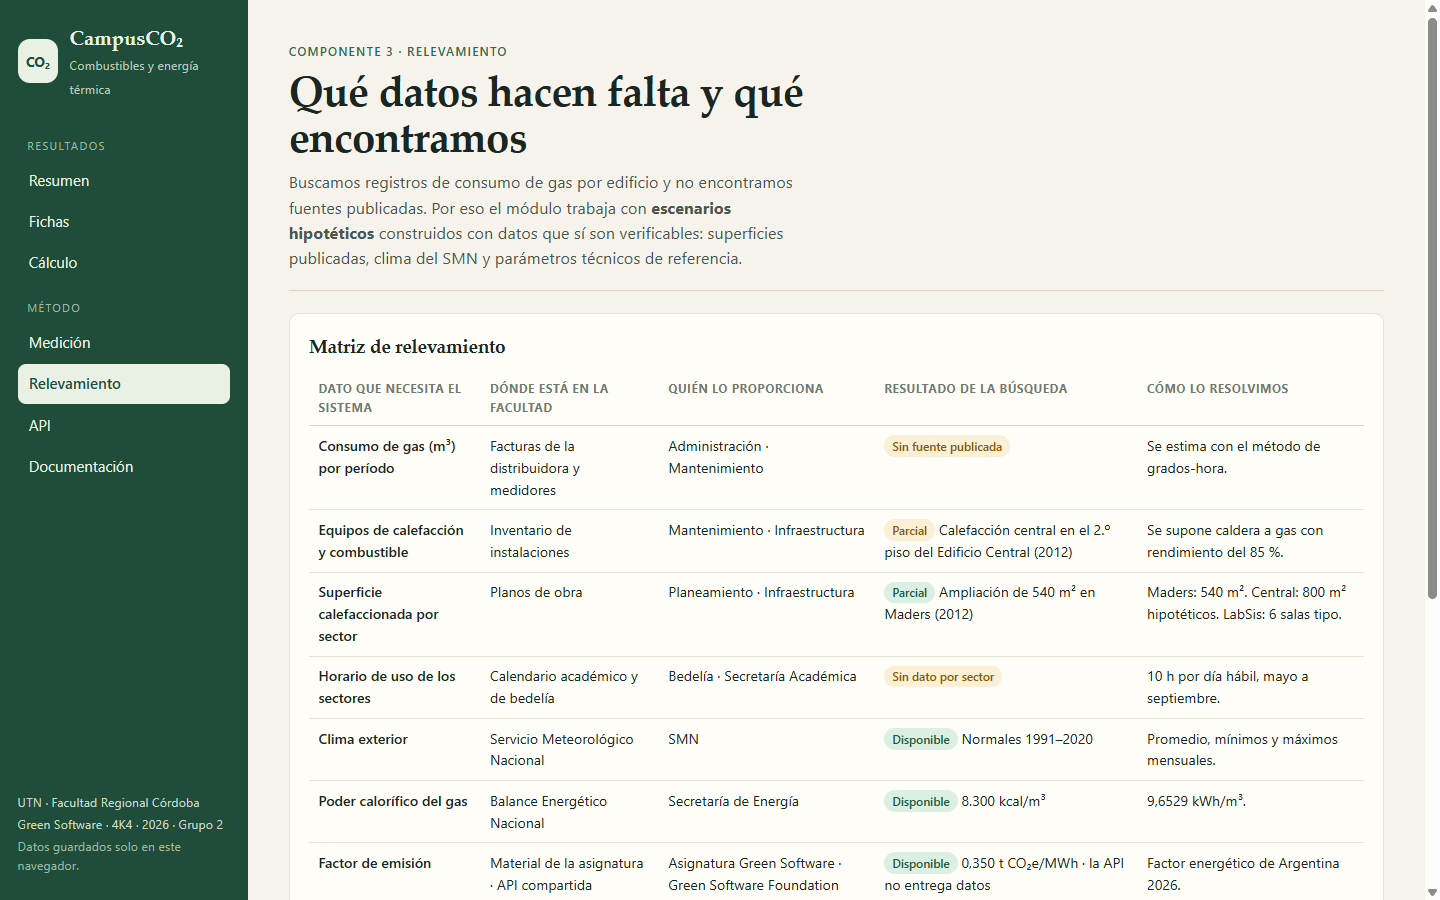 CO₂
CampusCO₂
Combustibles y energía
térmica
RESULTADOS
Resumen
Fichas
Cálculo
MÉTODO
Medición
Relevamiento
API
Documentación
UTN · Facultad Regional Córdoba
Green Software · 4K4 · 2026 · Grupo 2
Datos guardados solo en este
navegador.
COMPONENTE 3 · RELEVAMIENTO
Qué datos hacen falta y qué
encontramos
Buscamos registros de consumo de gas por edificio y no encontramos
fuentes publicadas. Por eso el módulo trabaja con escenarios
hipotéticos construidos con datos que sí son verificables: superficies
publicadas, clima del SMN y parámetros técnicos de referencia.
Matriz de relevamiento
DATO QUE NECESITA EL
SISTEMA
DÓNDE ESTÁ EN LA
FACULTAD
QUIÉN LO PROPORCIONA
RESULTADO DE LA BÚSQUEDA
CÓMO LO RESOLVIMOS
Consumo de gas (m³)
por período
Facturas de la
distribuidora y
medidores
Administración ·
Mantenimiento
Sin fuente publicada
Se estima con el método de
grados-hora.
Equipos de calefacción
y combustible
Inventario de
instalaciones
Mantenimiento · Infraestructura
Parcial Calefacción central en el 2.º
piso del Edificio Central (2012)
Se supone caldera a gas con
rendimiento del 85 %.
Superficie
calefaccionada por
sector
Planos de obra
Planeamiento · Infraestructura
Parcial Ampliación de 540 m² en
Maders (2012)
Maders: 540 m². Central: 800 m²
hipotéticos. LabSis: 6 salas tipo.
Horario de uso de los
sectores
Calendario académico y
de bedelía
Bedelía · Secretaría Académica
Sin dato por sector
10 h por día hábil, mayo a
septiembre.
Clima exterior
Servicio Meteorológico
Nacional
SMN
Disponible Normales 1991–2020
Promedio, mínimos y máximos
mensuales.
Poder calorífico del gas
Balance Energético
Nacional
Secretaría de Energía
Disponible 8.300 kcal/m³
9,6529 kWh/m³.
Factor de emisión
Material de la asignatura
· API compartida
Asignatura Green Software ·
Green Software Foundation
Disponible 0,350 t CO₂e/MWh · la API
no entrega datos
Factor energético de Argentina
2026.